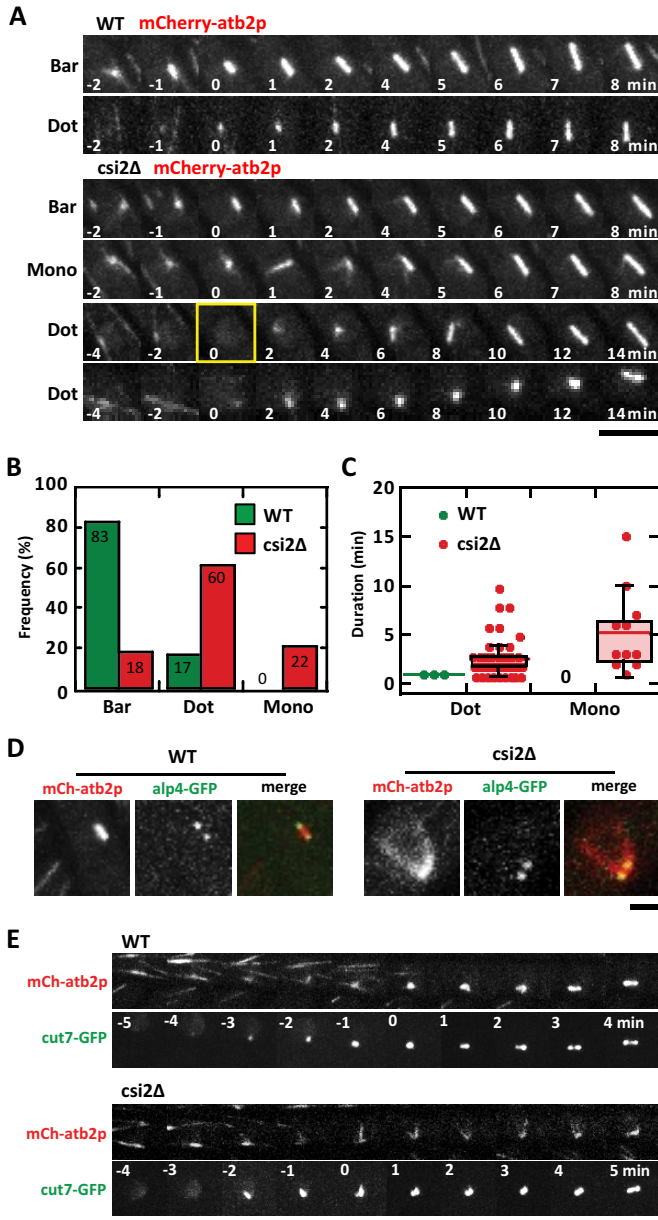 A
WT mCherry-atb2p
Bar
-2 -1 0 1 2 4 5 6 7 8 min
Dot
-2 -1 0 1 2 4 5 6 7 8 min
csi2Δ mCherry-atb2p
Bar
-2 -1 0 1 2 4 5 6 7 8 min
Mono
-2 -1 0 1 2 4 5 6 7 8 min
Dot
-4 -2 0 2 4 6 8 10 12 14min
Dot
-4 -2 0 2 4 6 8 10 12 14min
B
Frequency (%)
100
80
60
40
20
0
WT
csi2Δ
83
18
17
60
0
22
Bar Dot Mono
C
Duration (min)
20
15
10
5
0
WT
csi2Δ
0
Dot Mono
D
WT csi2Δ
mCh-atb2p alp4-GFP merge mCh-atb2p alp4-GFP merge
E
WT
mCh-atb2p
-5 -4 -3 -2 -1 0 1 2 3 4 min
cut7-GFP
csi2Δ
mCh-atb2p
-4 -3 -2 -1 0 1 2 3 4 5 min
cut7-GFP